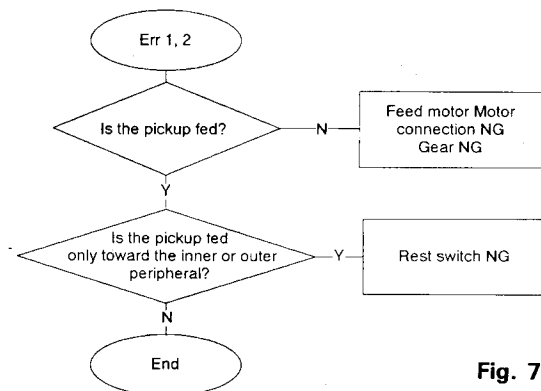 Err 1, 2
Is the pickup fed?
N
Feed motor Motor
connection NG
Gear NG
Y
Is the pickup fed
only toward the inner or outer
peripheral?
Y
Rest switch NG
N
End
Fig. 7